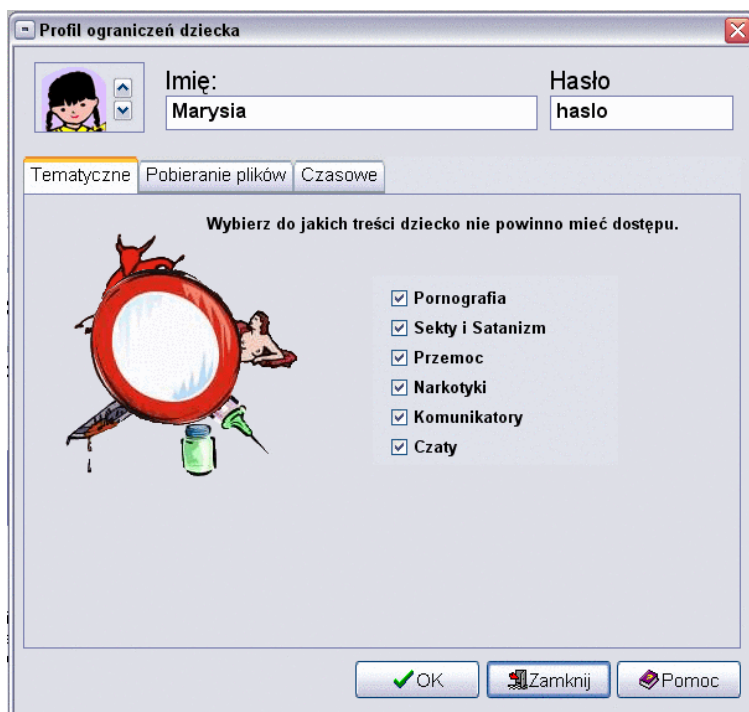 Profil ograniczeń dziecka
Imię:
Hasło
Marysia
haslo
Tematyczne
Pobieranie plików
Czasowe
Wybierz do jakich treści dziecko nie powinno mieć dostępu.
Pornografia
Sekty i Satanizm
Przemoc
Narkotyki
Komunikatory
Czaty
OK
Zamknij
Pomoc